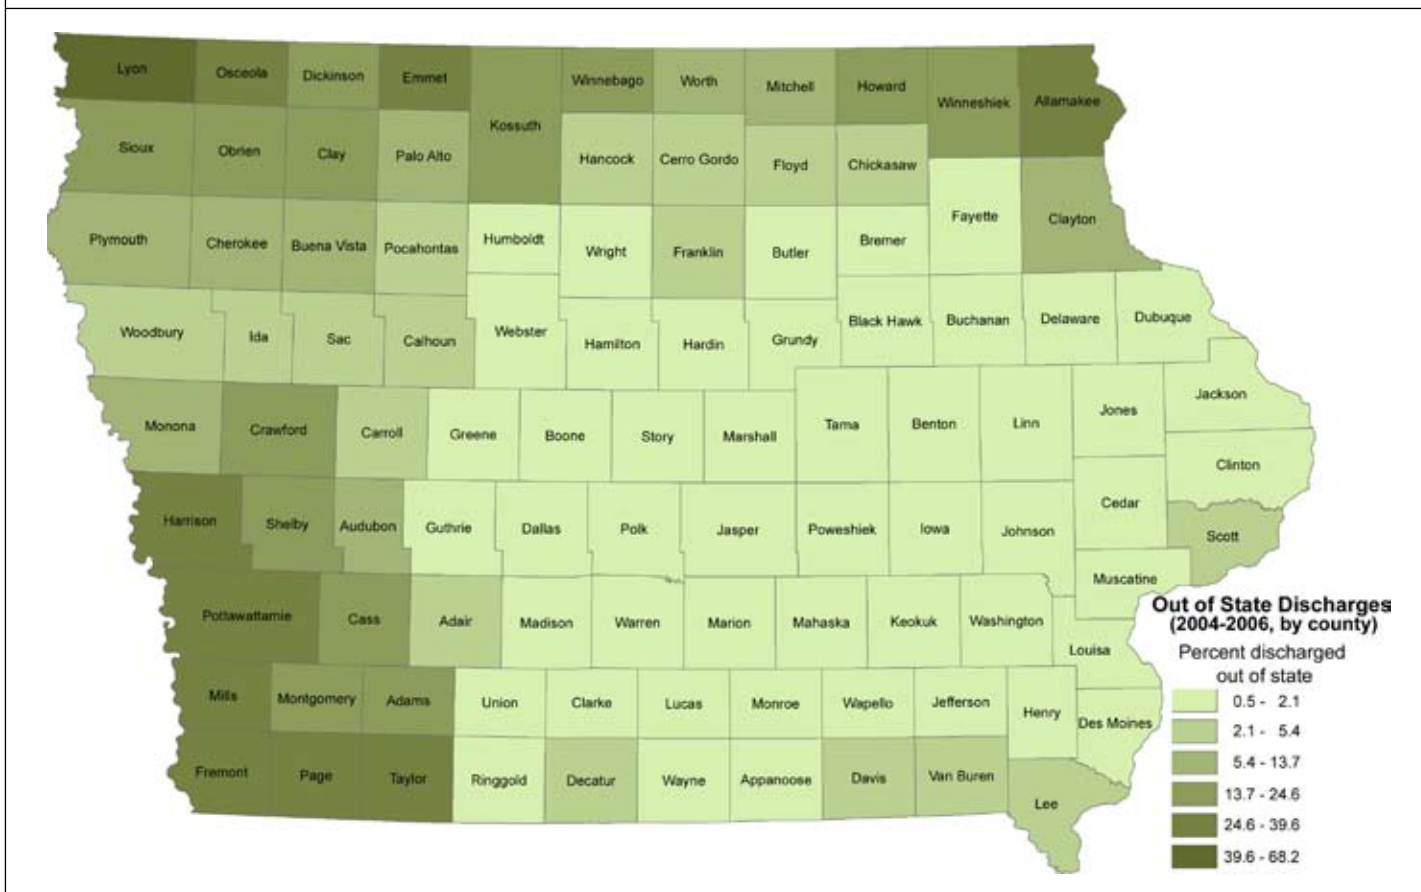 Lyon Osceola Dickinson Emmet Kossuth Winnebago Worth Mitchell Howard Winneshiek Allamakee
Sioux Obrien Clay Palo Alto Hancock Cerro Gordo Floyd Chickasaw
Plymouth Cherokee Buena Vista Pocahontas Humboldt Wright Franklin Butler Bremer Fayette Clayton
Woodbury Ida Sac Calhoun Webster Hamilton Hardin Grundy Black Hawk Buchanan Delaware Dubuque
Monona Crawford Carroll Greene Boone Story Marshall Tama Benton Linn Jones Jackson
Clinton
Harrison Shelby Audubon Guthrie Dallas Polk Jasper Poweshiek Iowa Johnson Cedar Scott
Muscatine
Pottawattamie Cass Adair Madison Warren Marion Mahaska Keokuk Washington
Louisa
Mills Montgomery Adams Union Clarke Lucas Monroe Wapello Jefferson Henry Des Moines
Fremont Page Taylor Ringgold Decatur Wayne Appanoose Davis Van Buren Lee
Out of State Discharges
(2004-2006, by county)
Percent discharged
out of state
0.5 - 2.1
2.1 - 5.4
5.4 - 13.7
13.7 - 24.6
24.6 - 39.6
39.6 - 68.2